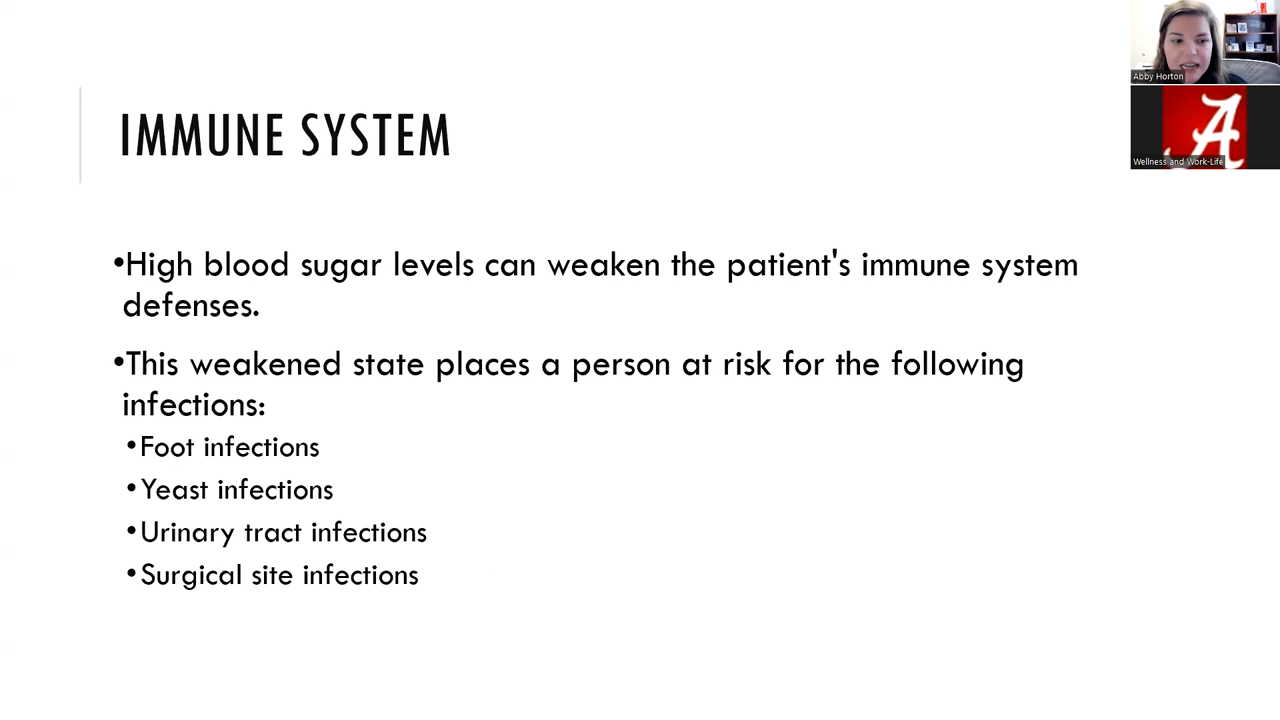 IMMUNE SYSTEM
•High blood sugar levels can weaken the patient's immune system
defenses.
•This weakened state places a person at risk for the following
infections:
•Foot infections
•Yeast infections
•Urinary tract infections
•Surgical site infections
Abby Horton
A
Wellness and Work-Life